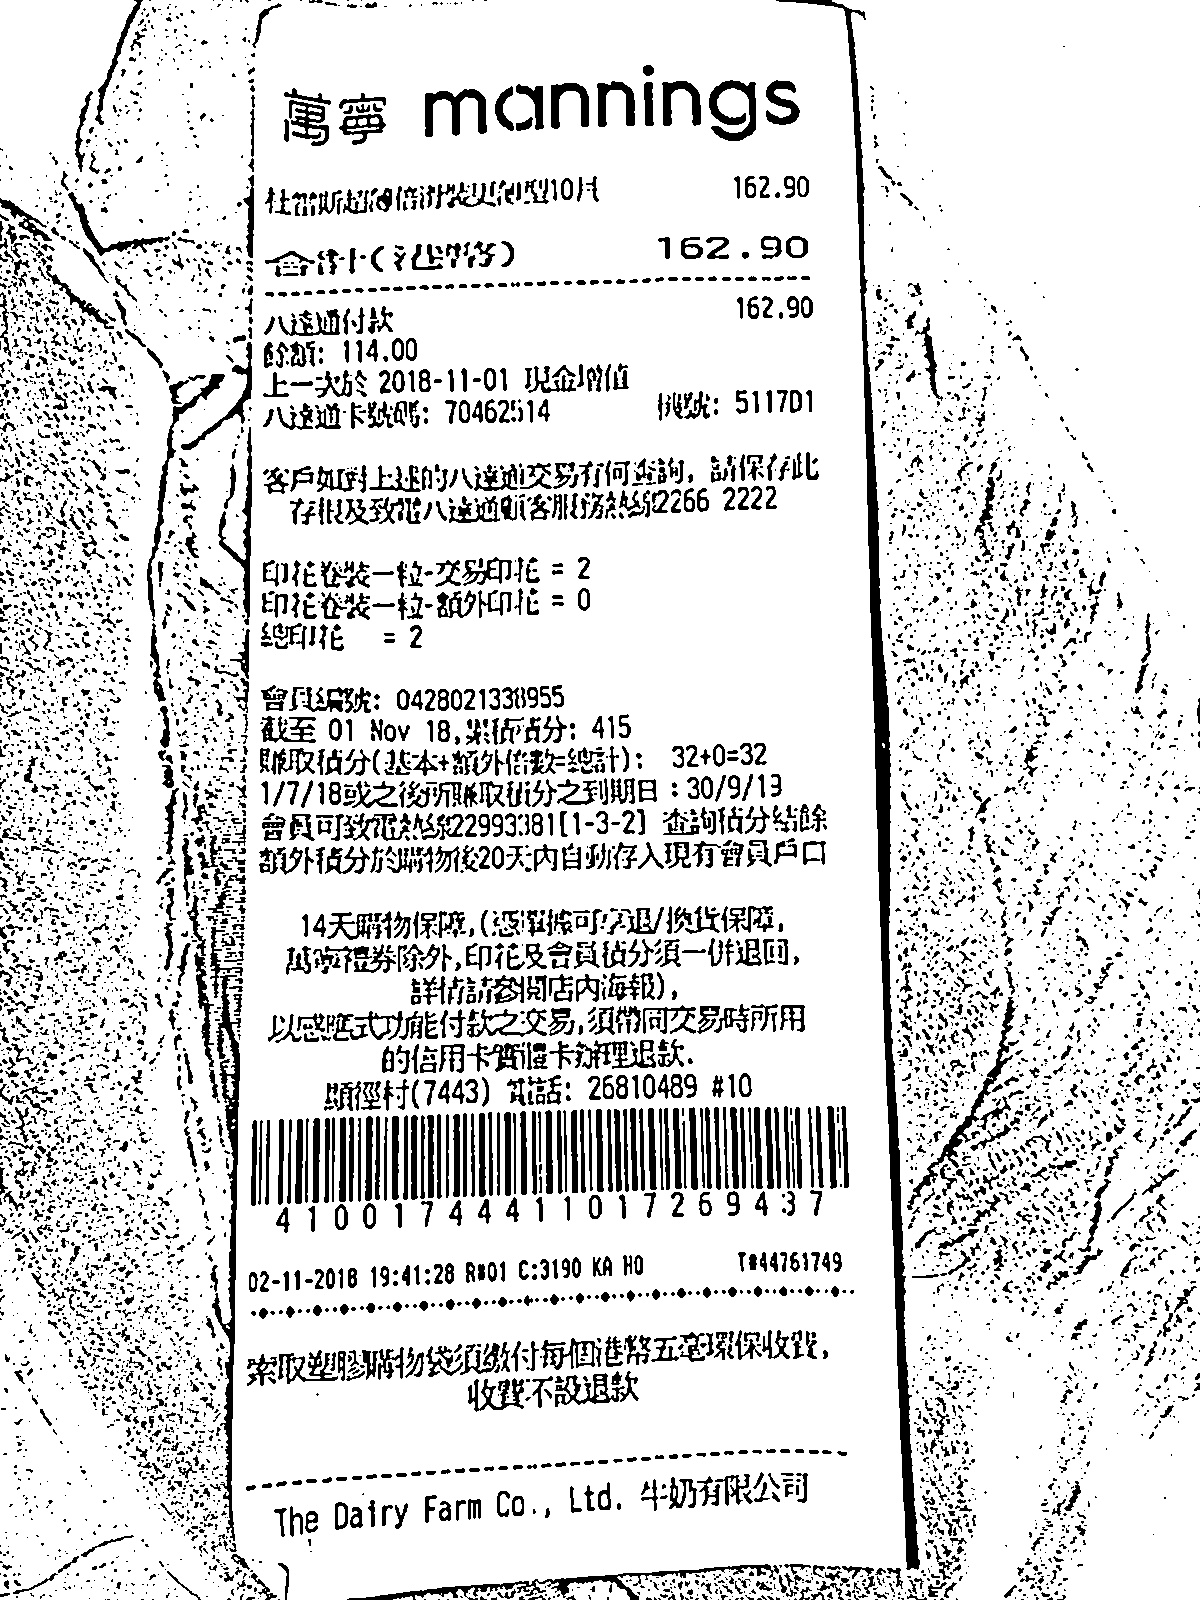 萬寧 mannings
杜蕾斯超薄倍滑裝更薄型10片 162.90
合計(港幣) 162.90
八達通付款 162.90
餘額: 114.00
上一次於 2018-11-01 現金增值
八達通卡號碼: 70462514 機號: 5117D1
客戶如對上述的八達通交易有何查詢, 請保存此
存根及致電八達通顧客服務熱線2266 2222
印花卷裝一粒-交易印花 = 2
印花卷裝一粒-額外印花 = 0
總印花 = 2
會員編號: 0428021338955
截至 01 Nov 18,累積積分: 415
賺取積分(基本+額外倍數=總計): 32+0=32
1/7/18或之後所賺取積分之到期日 : 30/9/19
會員可致電熱線22993381[1-3-2] 查詢積分結餘
額外積分於購物後20天內自動存入現有會員戶口
14天購物保障,(憑單據可享退/換貨保障,
萬寧禮券除外,印花及會員積分須一併退回,
詳情請參閱店內海報),
以感應式功能付款之交易,須帶同交易時所用
的信用卡實體卡辦理退款.
顯徑村(7443) 電話: 26810489 #10
41001744411017269437
02-11-2018 19:41:28 R#01 C:3190 KA HO T#44761749
索取塑膠購物袋須繳付每個港幣五毫環保收費,
收費不設退款
The Dairy Farm Co., Ltd. 牛奶有限公司